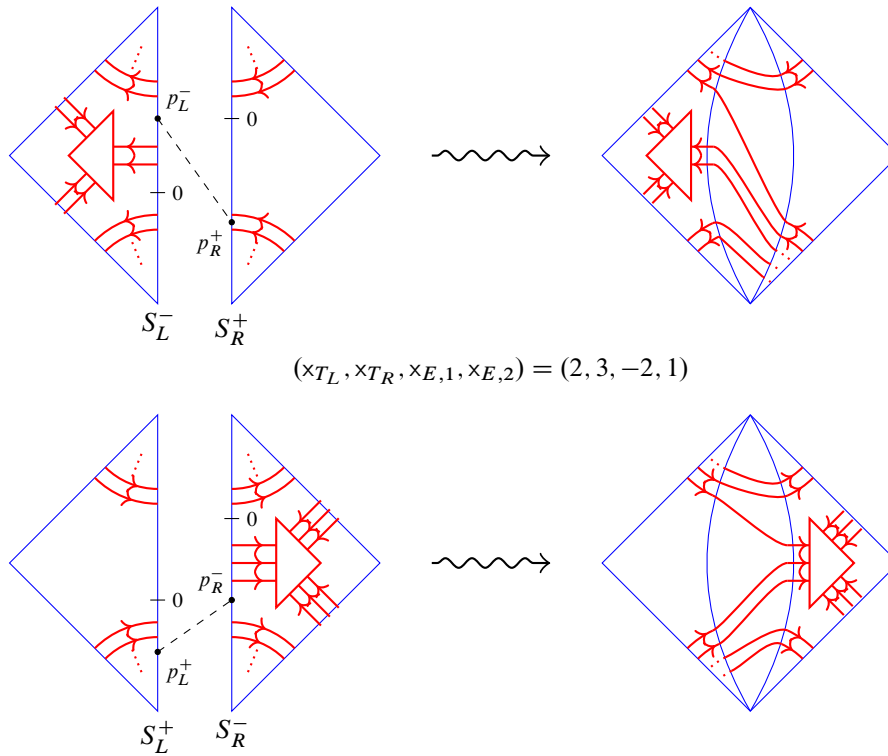 p_L^-
0
0
p_R^+
S_L^- S_R^+
(×_{T_L}, ×_{T_R}, ×_{E,1}, ×_{E,2}) = (2, 3, −2, 1)
0
p_R^-
0
p_L^+
S_L^+ S_R^-